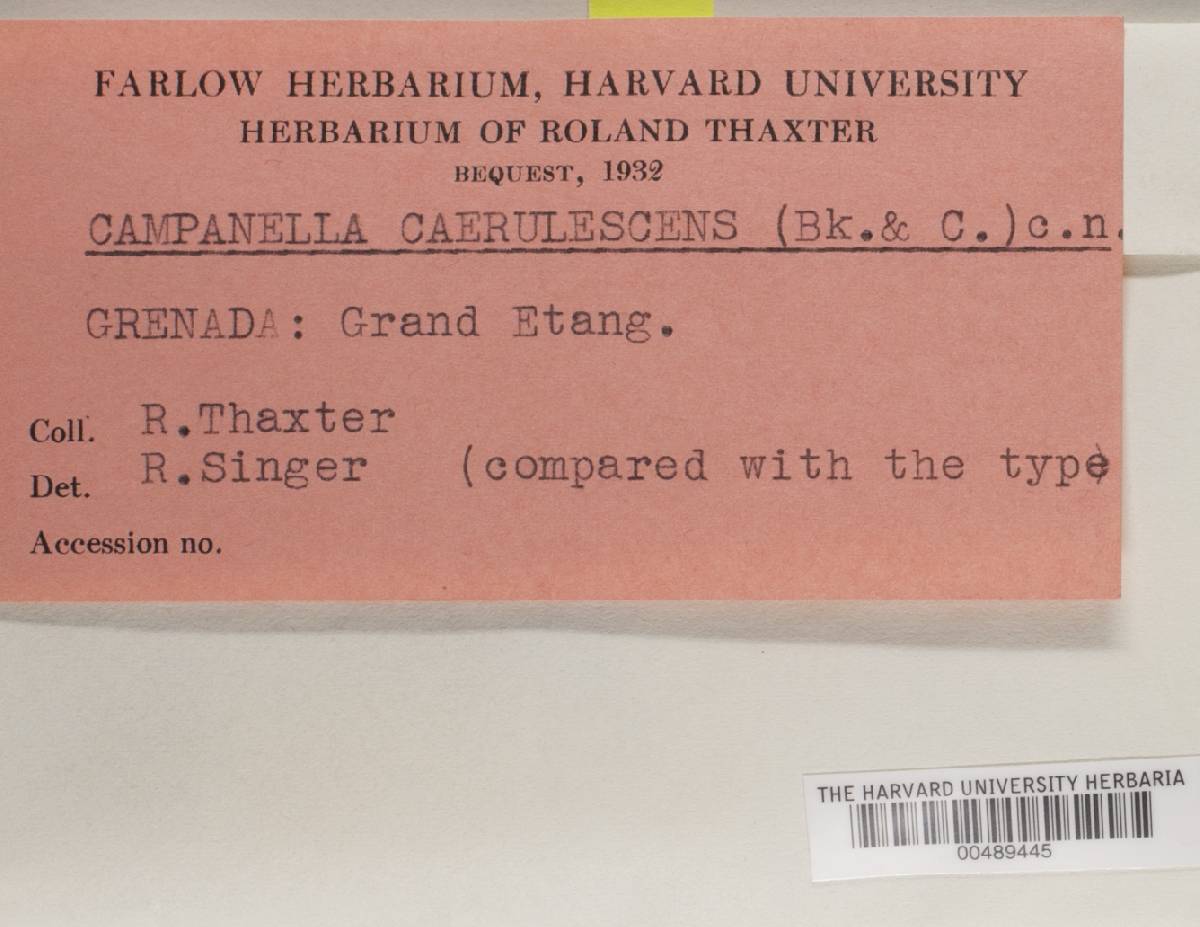 FARLOW HERBARIUM, HARVARD UNIVERSITY
HERBARIUM OF ROLAND THAXTER
BEQUEST, 1932
CAMPANELLA CAERULESCENS (Bk.& C.)c.n.
GRENADA: Grand Etang.
Coll. R.Thaxter
Det. R.Singer (compared with the type)
Accession no.
THE HARVARD UNIVERSITY HERBARIA
00489445